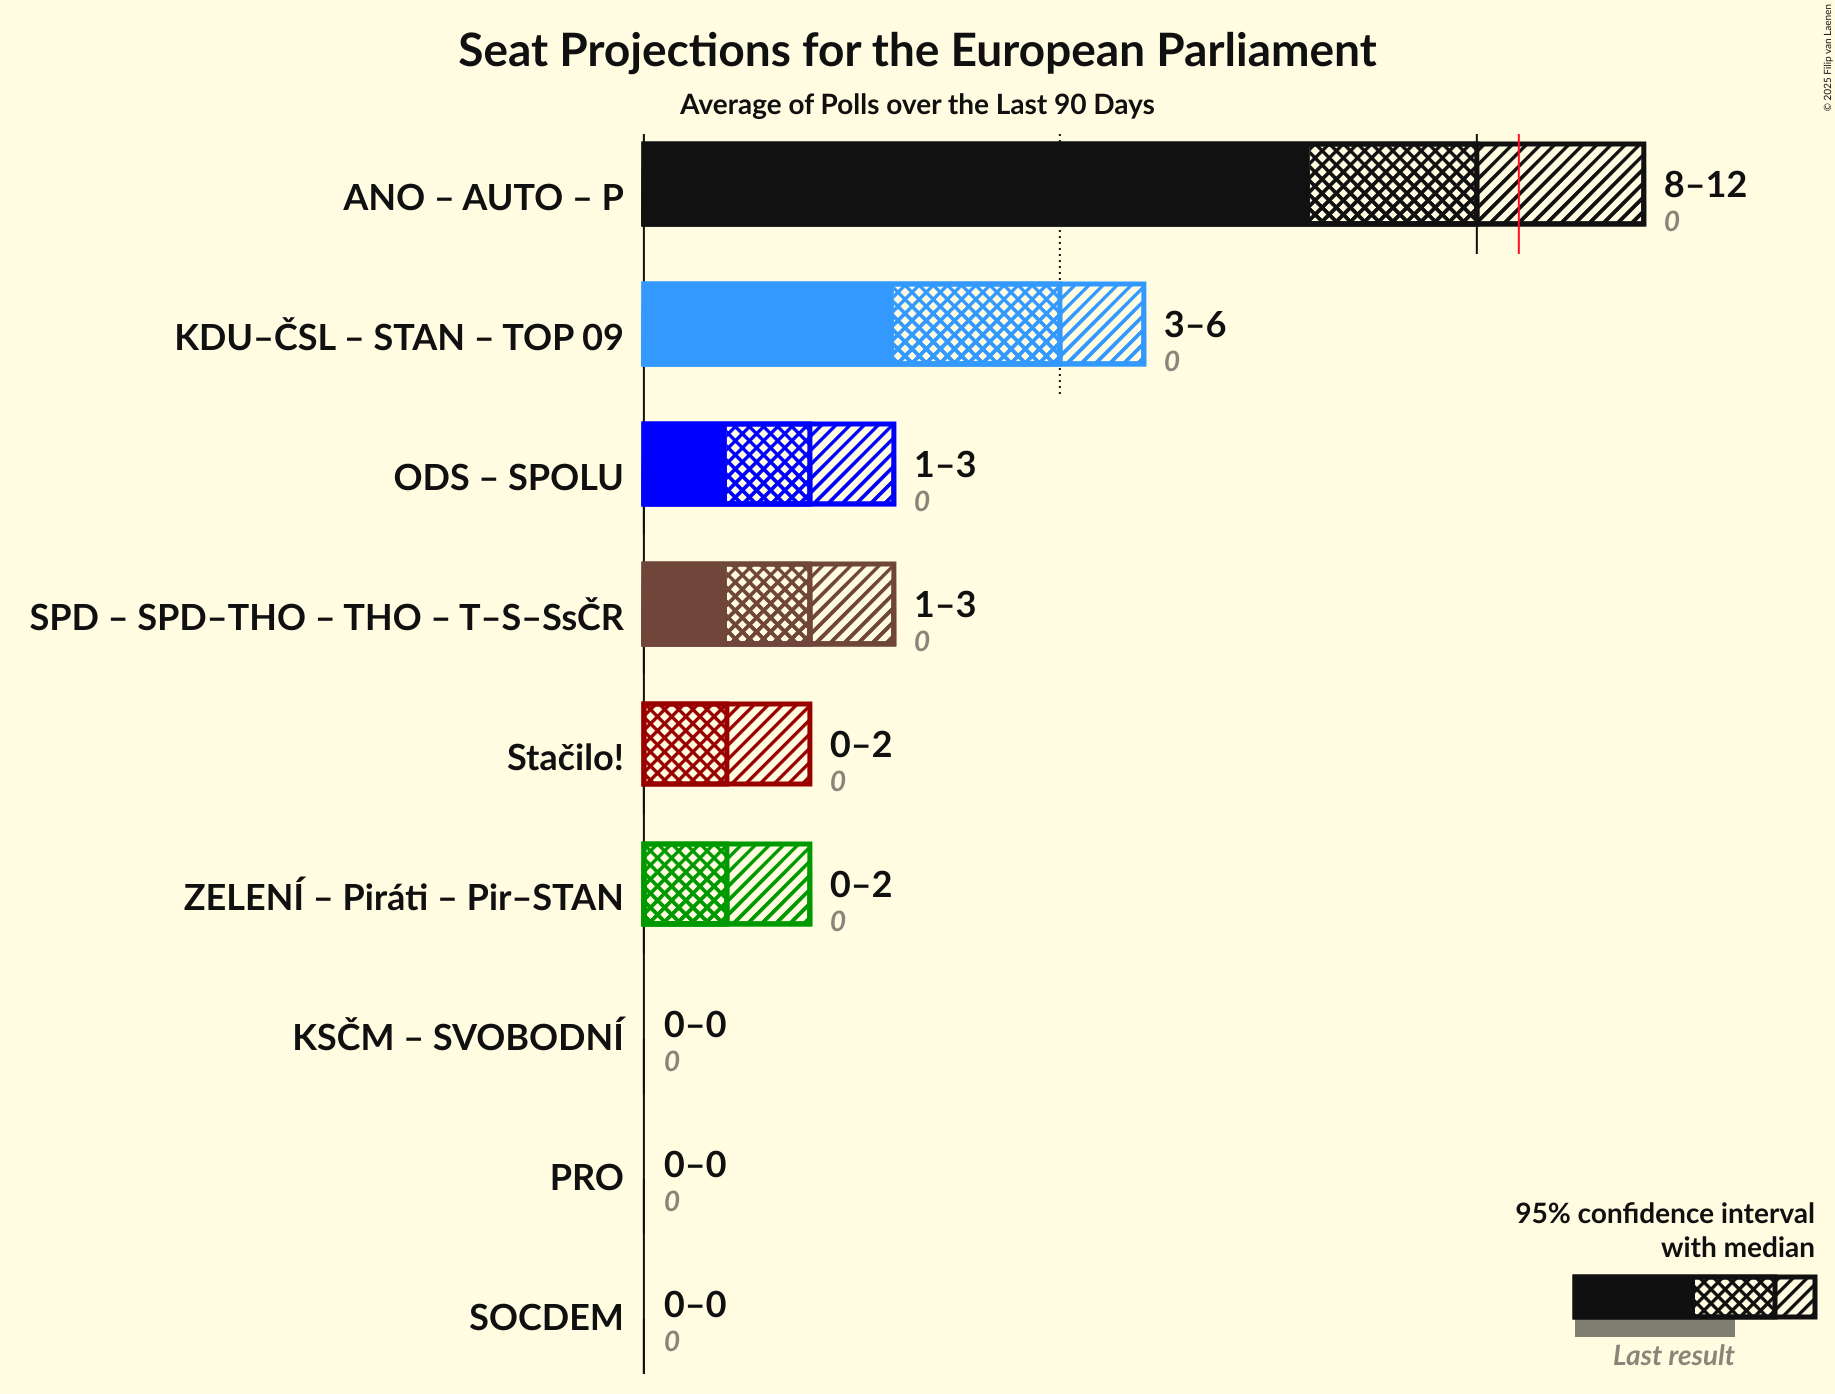 Seat Projections for the European Parliament
Average of Polls over the Last 90 Days
© 2025 Filip van Laenen
ANO – AUTO – P
8–12
0
KDU–ČSL – STAN – TOP 09
3–6
0
ODS – SPOLU
1–3
0
SPD – SPD–THO – THO – T–S–SsČR
1–3
0
Stačilo!
0–2
0
ZELENÍ – Piráti – Pir–STAN
0–2
0
KSČM – SVOBODNÍ
0–0
0
PRO
0–0
0
SOCDEM
0–0
0
95% confidence interval
with median
Last result